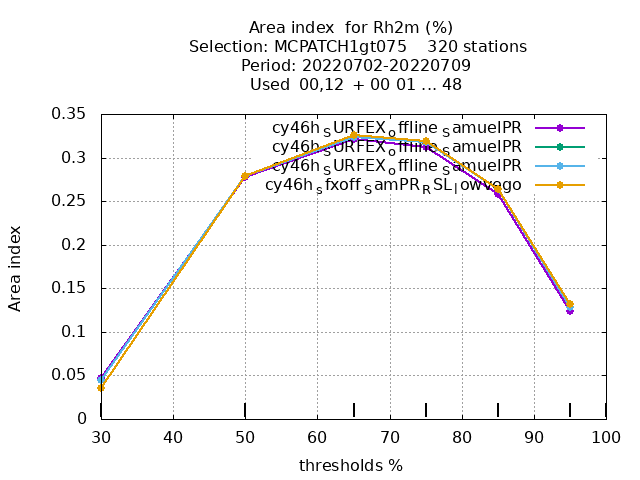 Area index  for Rh2m (%)
Selection: MCPATCH1gt075    320 stations
Period: 20220702-20220709
Used  00,12  + 00 01 ... 48
0.35
0.3
0.25
0.2
0.15
0.1
0.05
0
Area index
cy46h_SURFEX_offline_SamuelPR
cy46h_SURFEX_offline_SamuelPR
cy46h_SURFEX_offline_SamuelPR
cy46h_sfxoff_SamPR_RSL_lowvego
30 40 50 60 70 80 90 100
thresholds %